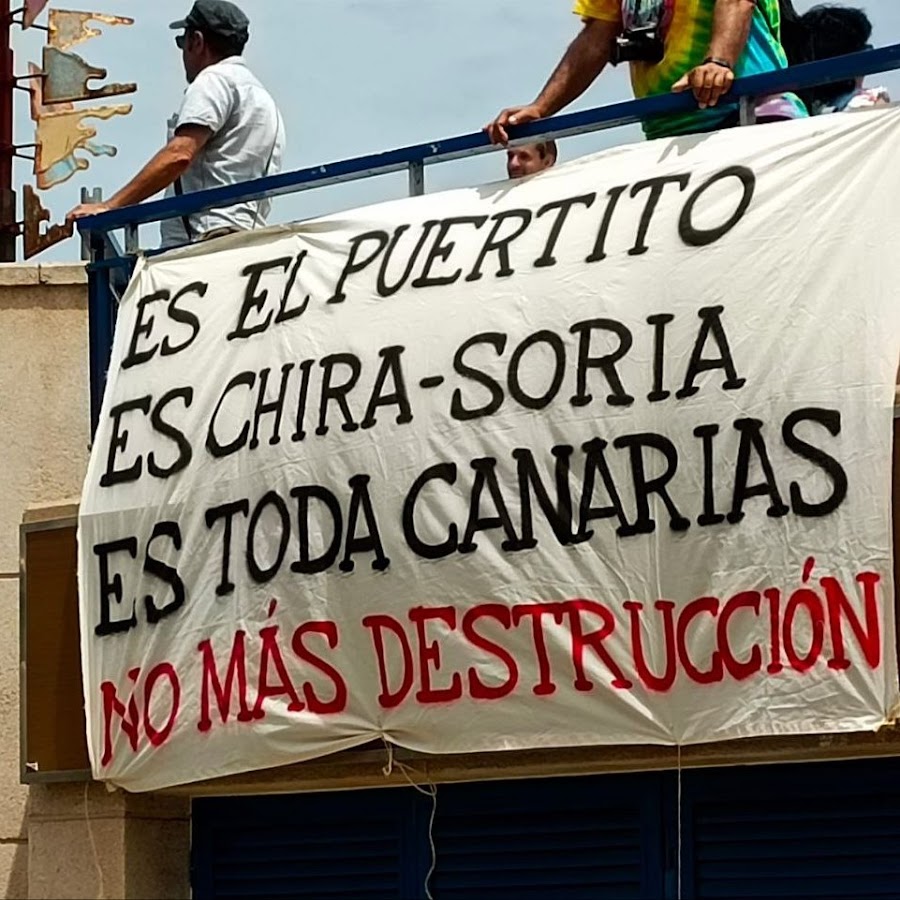 ES EL PUERTITO
ES CHIRA-SORIA
ES TODA CANARIAS
NO MÁS DESTRUCCIÓN